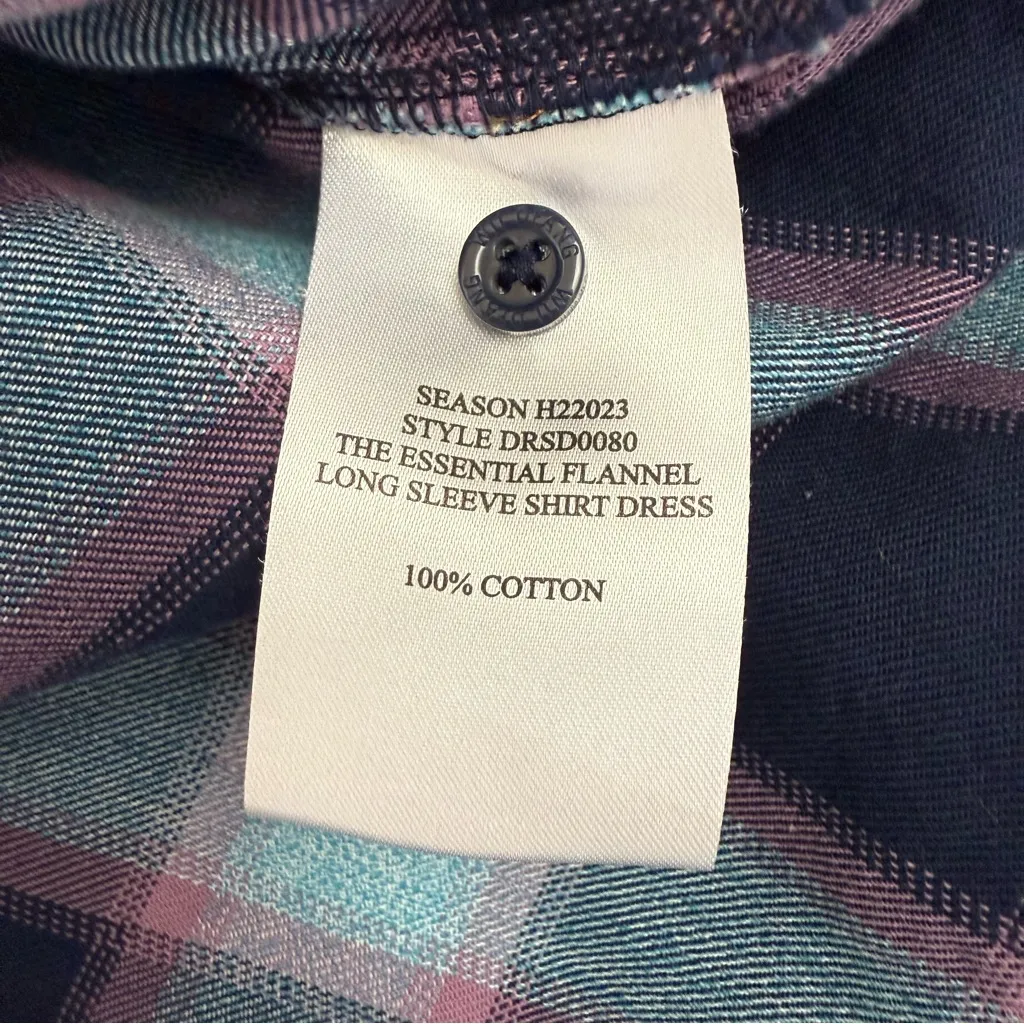 SEASON H22023
STYLE DRSD0080
THE ESSENTIAL FLANNEL
LONG SLEEVE SHIRT DRESS
100% COTTON